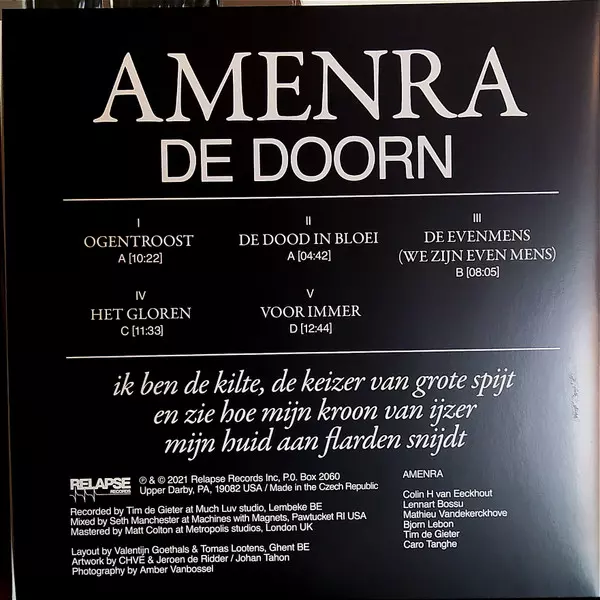 AMENRA
DE DOORN
I
OGENTROOST
A [10:22]
II
DE DOOD IN BLOEI
A [04:42]
III
DE EVENMENS
(WE ZIJN EVEN MENS)
B [08:05]
IV
HET GLOREN
C [11:33]
V
VOOR IMMER
D [12:44]
ik ben de kilte, de keizer van grote spijt
en zie hoe mijn kroon van ijzer
mijn huid aan flarden snijdt
RELAPSE
RECORDS
℗ & © 2021 Relapse Records Inc, P.O. Box 2060
Upper Darby, PA, 19082 USA / Made in the Czech Republic
Recorded by Tim de Gieter at Much Luv studio, Lembeke BE
Mixed by Seth Manchester at Machines with Magnets, Pawtucket RI USA
Mastered by Matt Colton at Metropolis studios, London UK
Layout by Valentijn Goethals & Tomas Lootens, Ghent BE
Artwork by CHVE & Jeroen de Ridder / Johan Tahon
Photography by Amber Vanbossel
AMENRA
Colin H van Eeckhout
Lennart Bossu
Mathieu Vandekerckhove
Bjorn Lebon
Tim de Gieter
Caro Tanghe